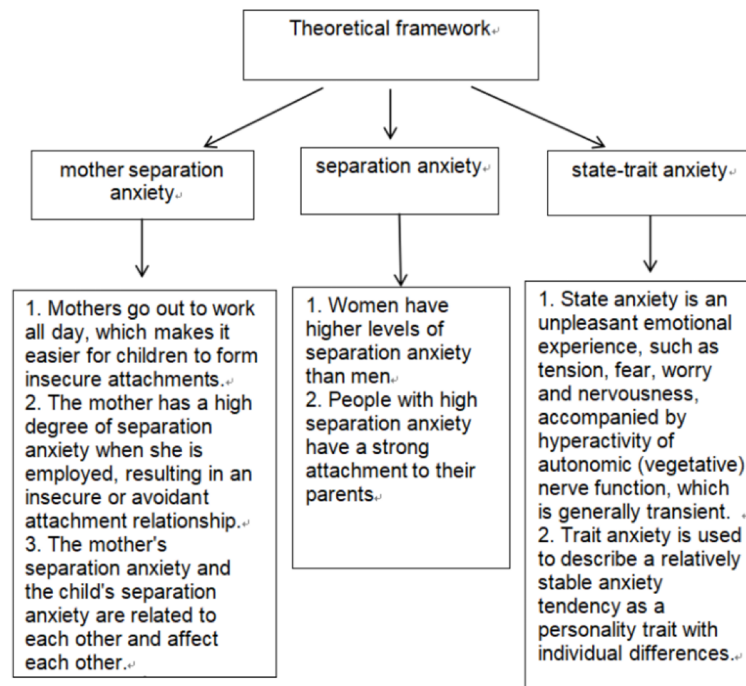 Theoretical framework
mother separation
anxiety
separation anxiety
state-trait anxiety
1. Mothers go out to work
all day, which makes it
easier for children to form
insecure attachments.
2. The mother has a high
degree of separation
anxiety when she is
employed, resulting in an
insecure or avoidant
attachment relationship.
3. The mother's
separation anxiety and
the child's separation
anxiety are related to
each other and affect
each other.
1. Women have
higher levels of
separation anxiety
than men
2. People with high
separation anxiety
have a strong
attachment to their
parents
1. State anxiety is an
unpleasant emotional
experience, such as
tension, fear, worry
and nervousness,
accompanied by
hyperactivity of
autonomic (vegetative)
nerve function, which
is generally transient.
2. Trait anxiety is used
to describe a relatively
stable anxiety
tendency as a
personality trait with
individual differences.